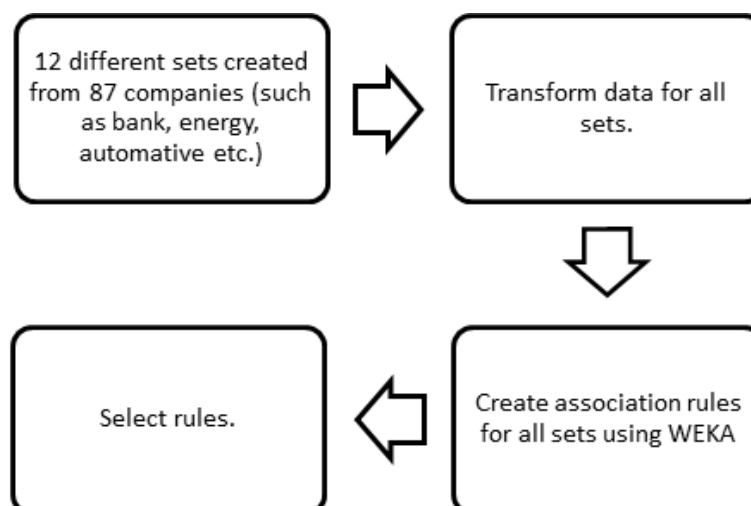 12 different sets created
from 87 companies (such
as bank, energy,
automative etc.)
Transform data for all
sets.
Create association rules
for all sets using WEKA
Select rules.